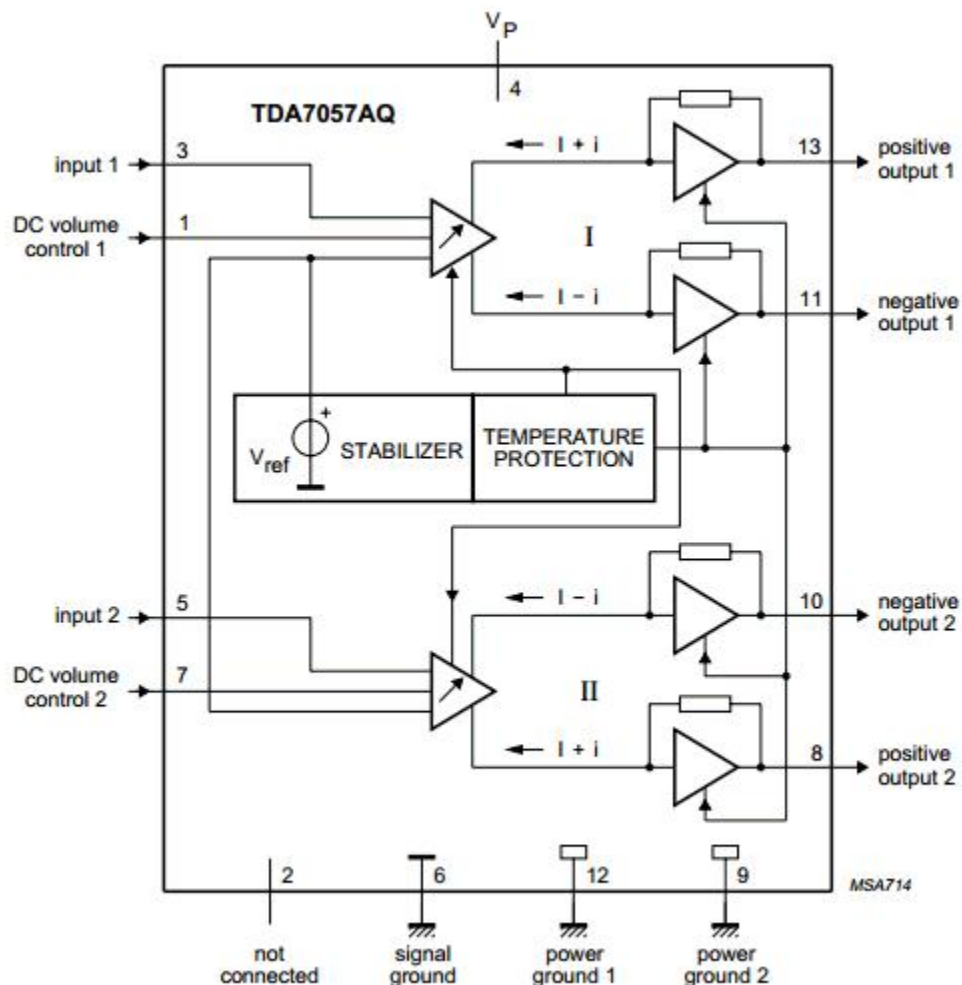 V
P
4
TDA7057AQ
input 1
3
I + i
13
positive
output 1
DC volume
control 1
1
I
I − i
11
negative
output 1
+
V
ref
STABILIZER
TEMPERATURE
PROTECTION
input 2
5
I − i
10
negative
output 2
DC volume
control 2
7
II
I + i
8
positive
output 2
2
6
12
9
MSA714
not
connected
signal
ground
power
ground 1
power
ground 2